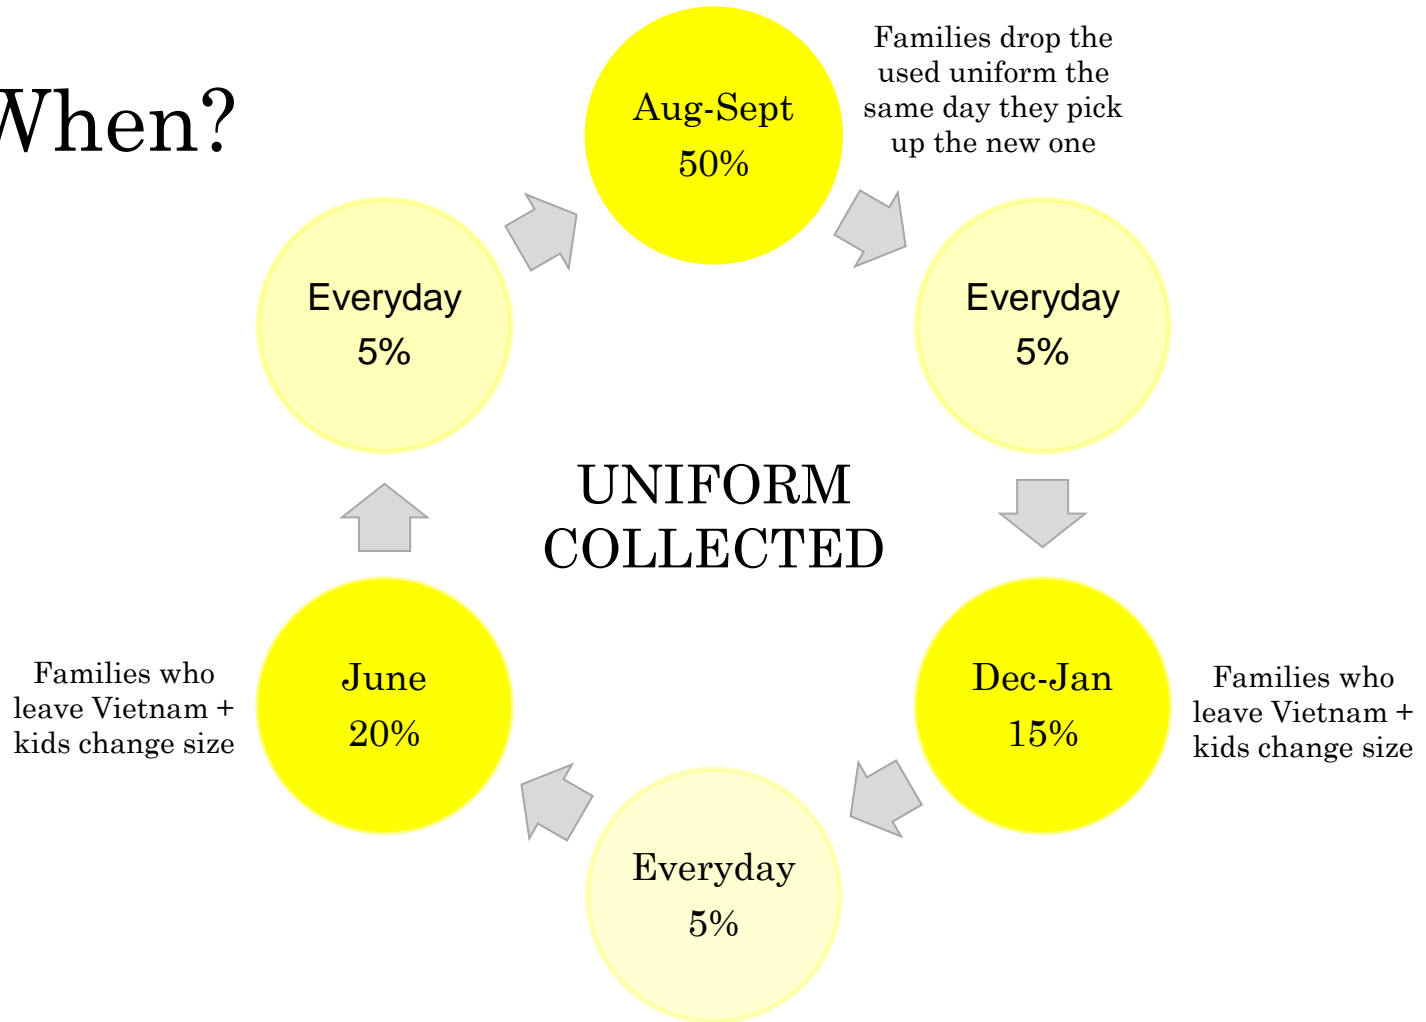 When?
Aug-Sept
50%
Families drop the
used uniform the
same day they pick
up the new one
Everyday
5%
Everyday
5%
UNIFORM
COLLECTED
June
20%
Families who
leave Vietnam +
kids change size
Dec-Jan
15%
Families who
leave Vietnam +
kids change size
Everyday
5%